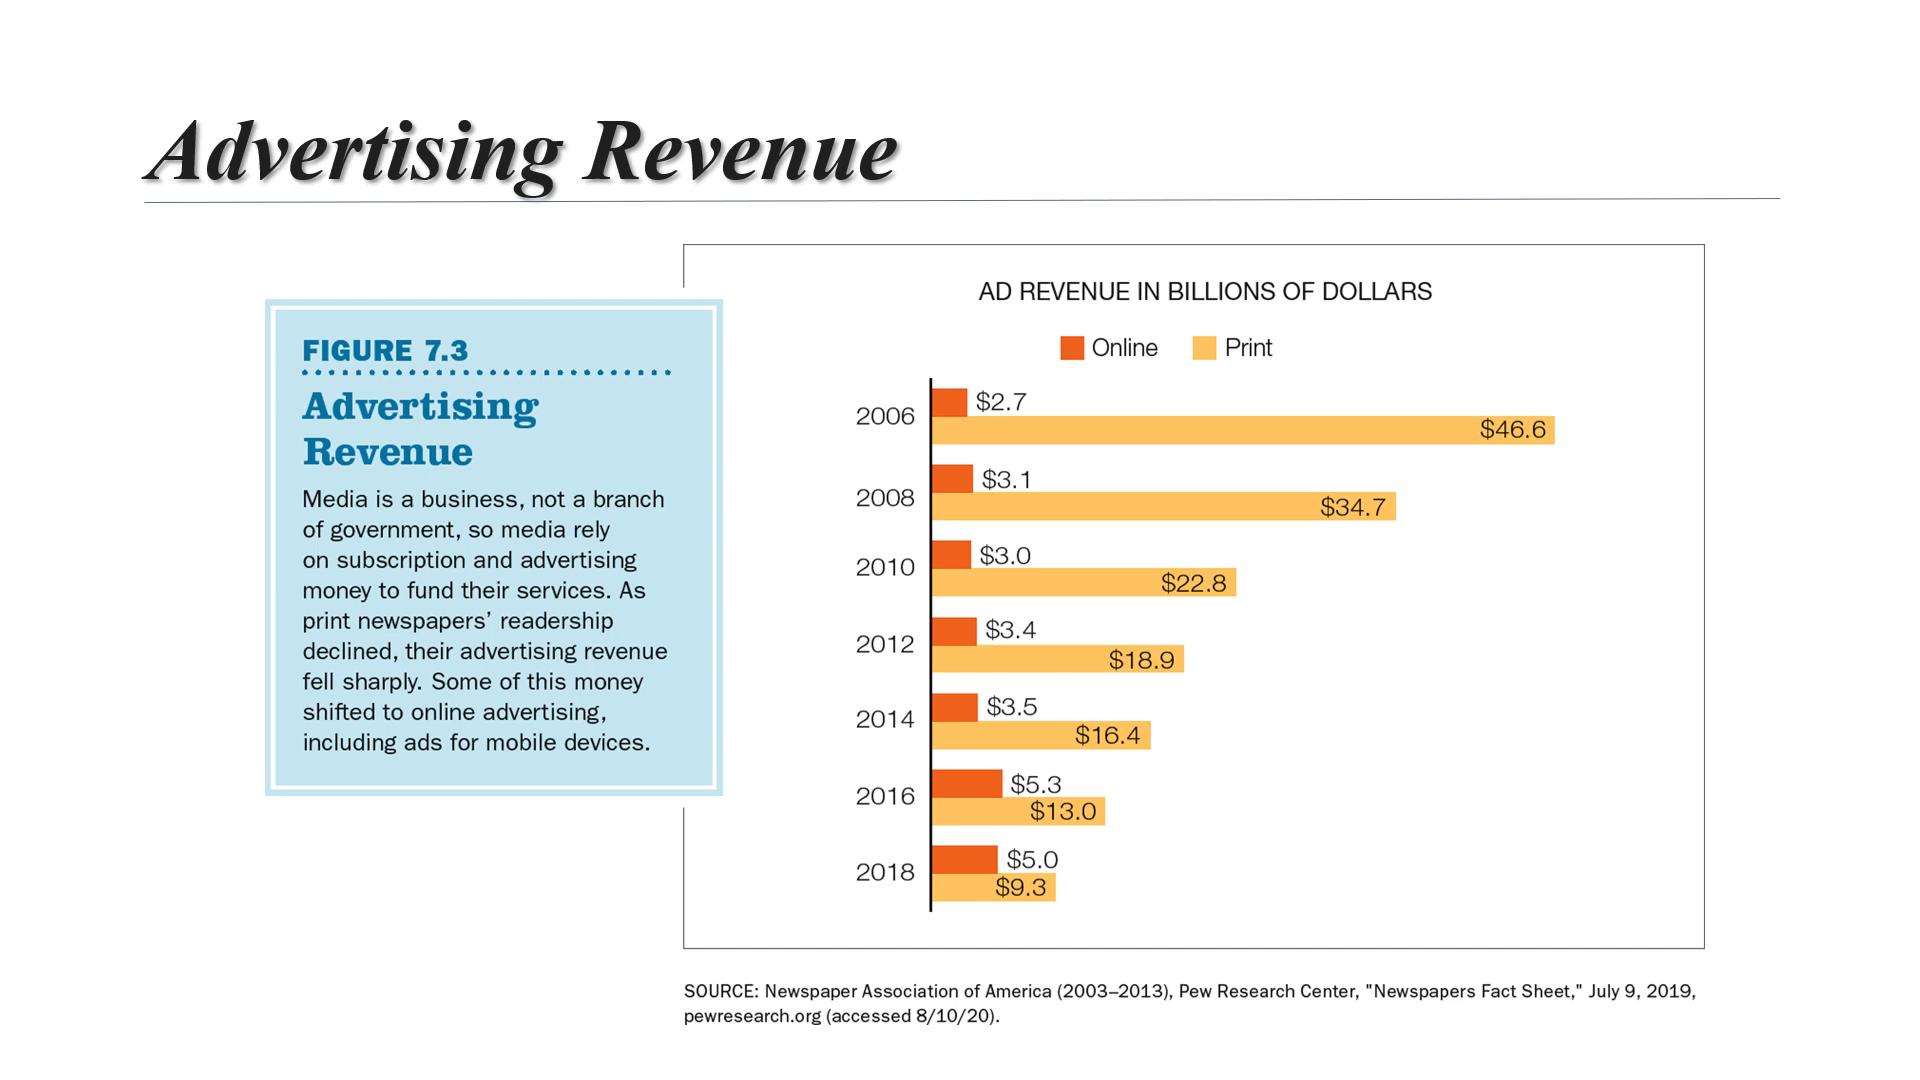 Advertising Revenue
FIGURE 7.3
Advertising
Revenue
Media is a business, not a branch
of government, so media rely
on subscription and advertising
money to fund their services. As
print newspapers’ readership
declined, their advertising revenue
fell sharply. Some of this money
shifted to online advertising,
including ads for mobile devices.
AD REVENUE IN BILLIONS OF DOLLARS
Online Print
2006 $2.7
$46.6
2008 $3.1
$34.7
2010 $3.0
$22.8
2012 $3.4
$18.9
2014 $3.5
$16.4
2016 $5.3
$13.0
2018 $5.0
$9.3
SOURCE: Newspaper Association of America (2003–2013), Pew Research Center, "Newspapers Fact Sheet," July 9, 2019,
pewresearch.org (accessed 8/10/20).